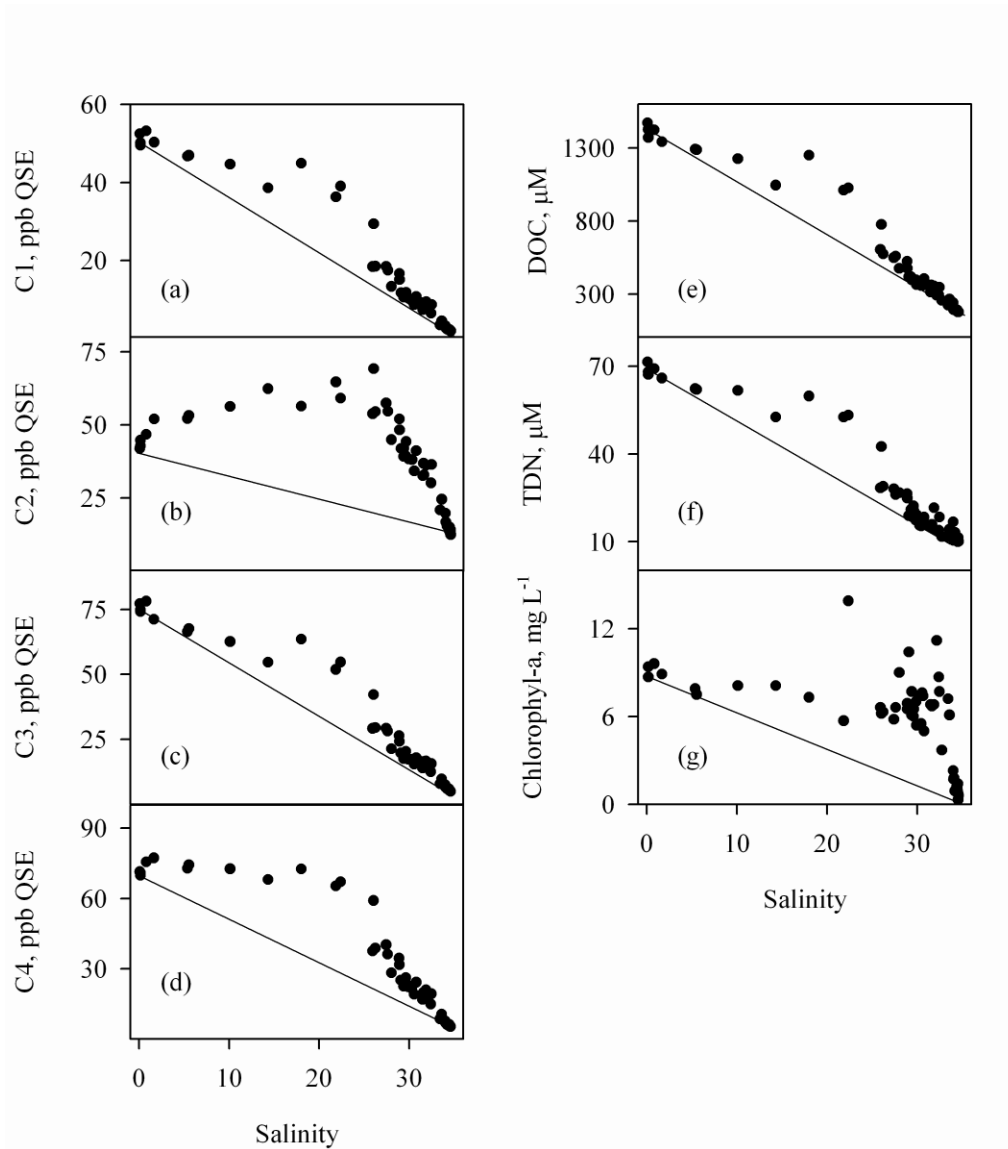 60
40
20
C1, ppb QSE
(a)
75
50
25
C2, ppb QSE
(b)
75
50
25
C3, ppb QSE
(c)
90
60
30
C4, ppb QSE
(d)
0 10 20 30
Salinity
1300
800
300
DOC, µM
(e)
70
40
10
TDN, µM
(f)
12
6
0
Chlorophyl-a, mg L⁻¹
(g)
0 10 20 30
Salinity